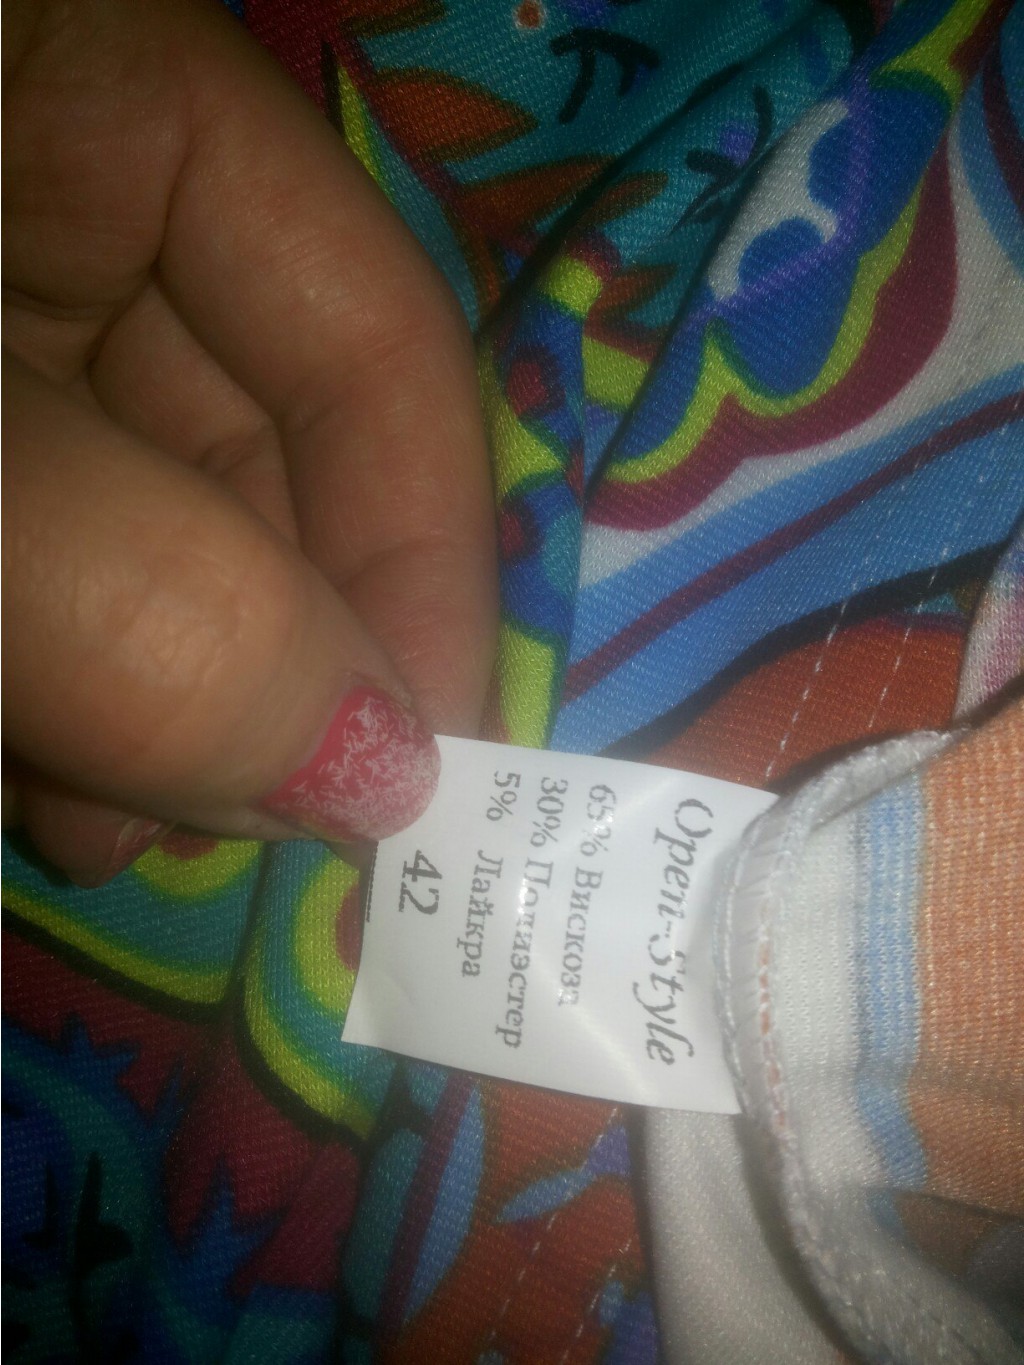 Open-Style
65% Вискоза
30% Полиэстер
5% Лайкра
42